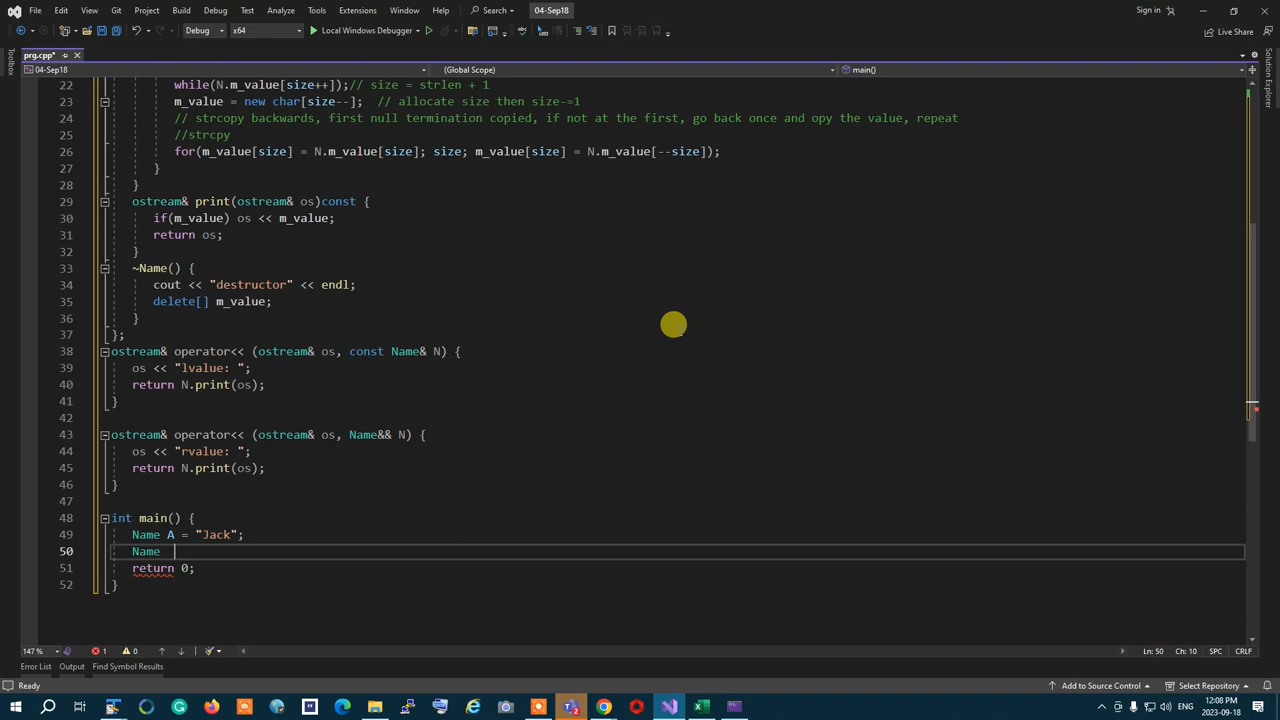 File Edit View Git Project Build Debug Test Analyze Tools Extensions Window Help Search 04-Sep18 Sign in
Debug x64 Local Windows Debugger Live Share
prg.cpp*
04-Sep18 (Global Scope) main()
Toolbox
Solution Explorer
22 while(N.m_value[size++]);// size = strlen + 1
23 m_value = new char[size--]; // allocate size then size-=1
24 // strcopy backwards, first null termination copied, if not at the first, go back once and opy the value, repeat
25 //strcpy
26 for(m_value[size] = N.m_value[size]; size; m_value[size] = N.m_value[--size]);
27 }
28 }
29 ostream& print(ostream& os)const {
30 if(m_value) os << m_value;
31 return os;
32 }
33 ~Name() {
34 cout << "destructor" << endl;
35 delete[] m_value;
36 }
37 };
38 ostream& operator<< (ostream& os, const Name& N) {
39 os << "lvalue: ";
40 return N.print(os);
41 }
42
43 ostream& operator<< (ostream& os, Name&& N) {
44 os << "rvalue: ";
45 return N.print(os);
46 }
47
48 int main() {
49 Name A = "Jack";
50 Name
51 return 0;
52 }
147 % 1 0 Ln: 50 Ch: 10 SPC CRLF
Error List Output Find Symbol Results
Ready Add to Source Control Select Repository
ENG 12:08 PM 2023-09-18